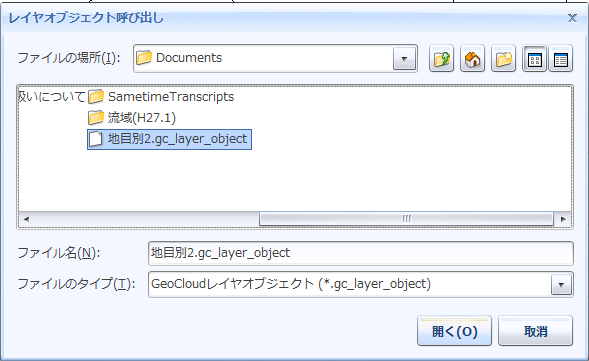 レイヤオブジェクト呼び出し
ファイルの場所(I): Documents
扱いについて SametimeTranscripts
流域(H27.1)
地目別2.gc_layer_object
ファイル名(N): 地目別2.gc_layer_object
ファイルのタイプ(T): GeoCloudレイヤオブジェクト (*.gc_layer_object)
開く(O) 取消